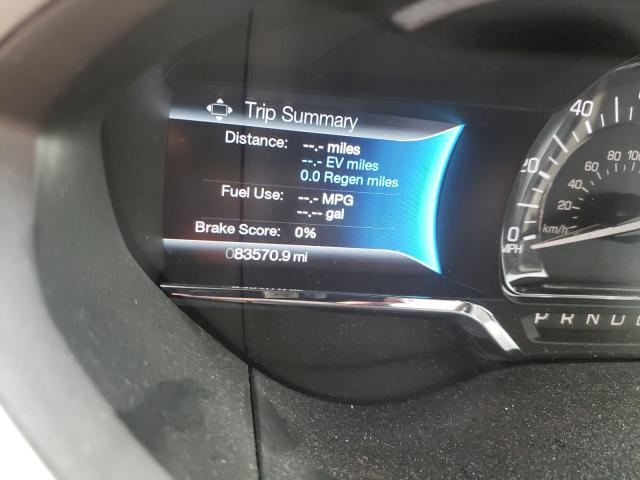 Trip Summary
Distance: --.- miles
--.- EV miles
0.0 Regen miles
Fuel Use: --.- MPG
--.-- gal
Brake Score: 0%
083570.9 mi
40
20
0
MPH
100
80
60
40
20
km/h
P R N D L